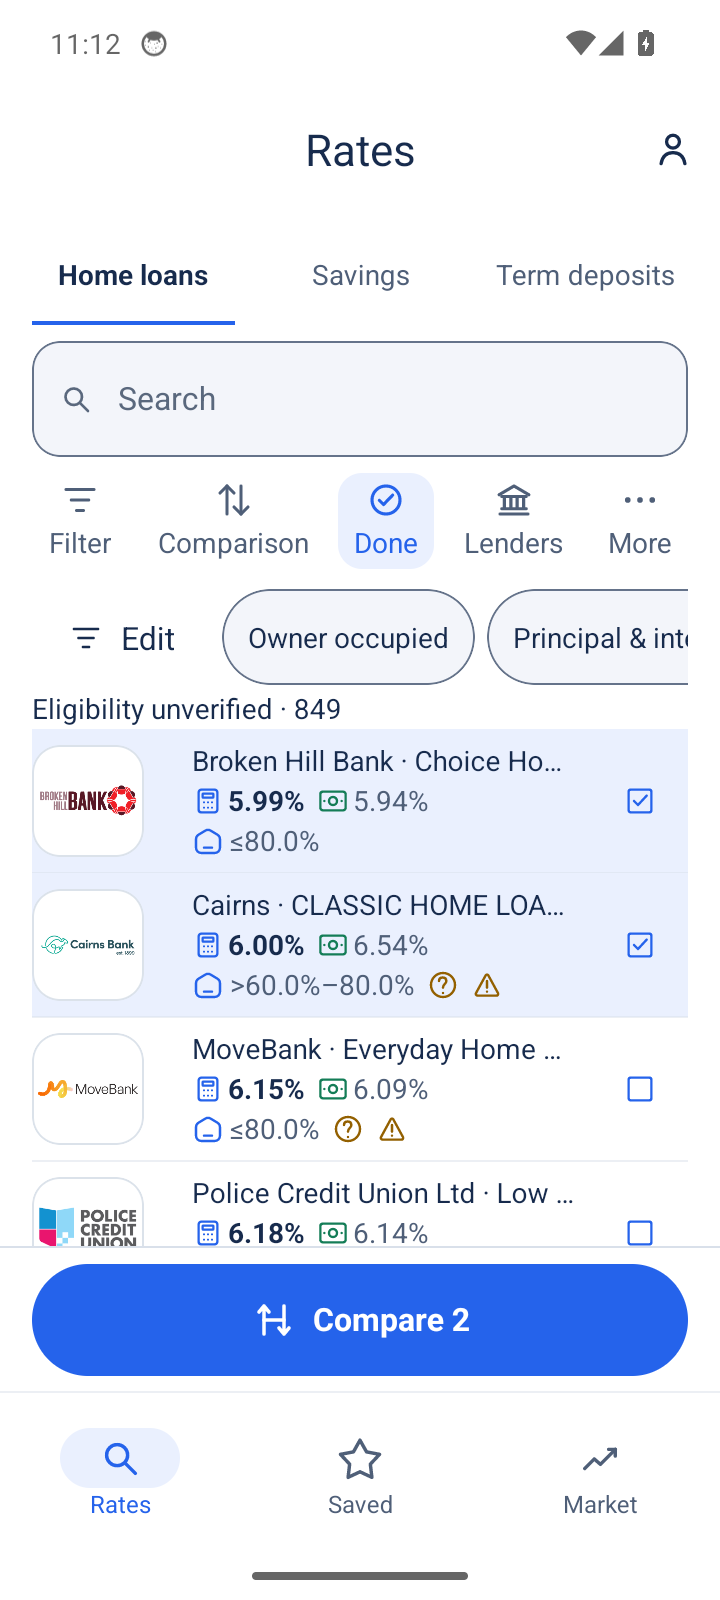 11:12
Rates
Home loans
Savings
Term deposits
Search
Filter
Comparison
Done
Lenders
More
Edit
Owner occupied
Principal & inte
Eligibility unverified · 849
BROKEN HILL BANK
Broken Hill Bank · Choice Ho...
5.99% 5.94%
≤80.0%
Cairns Bank
est. 1899
Cairns · CLASSIC HOME LOA...
6.00% 6.54%
>60.0%–80.0%
MoveBank
MoveBank · Everyday Home ...
6.15% 6.09%
≤80.0%
POLICE
CREDIT
UNION
Police Credit Union Ltd · Low ...
6.18% 6.14%
Compare 2
Rates
Saved
Market